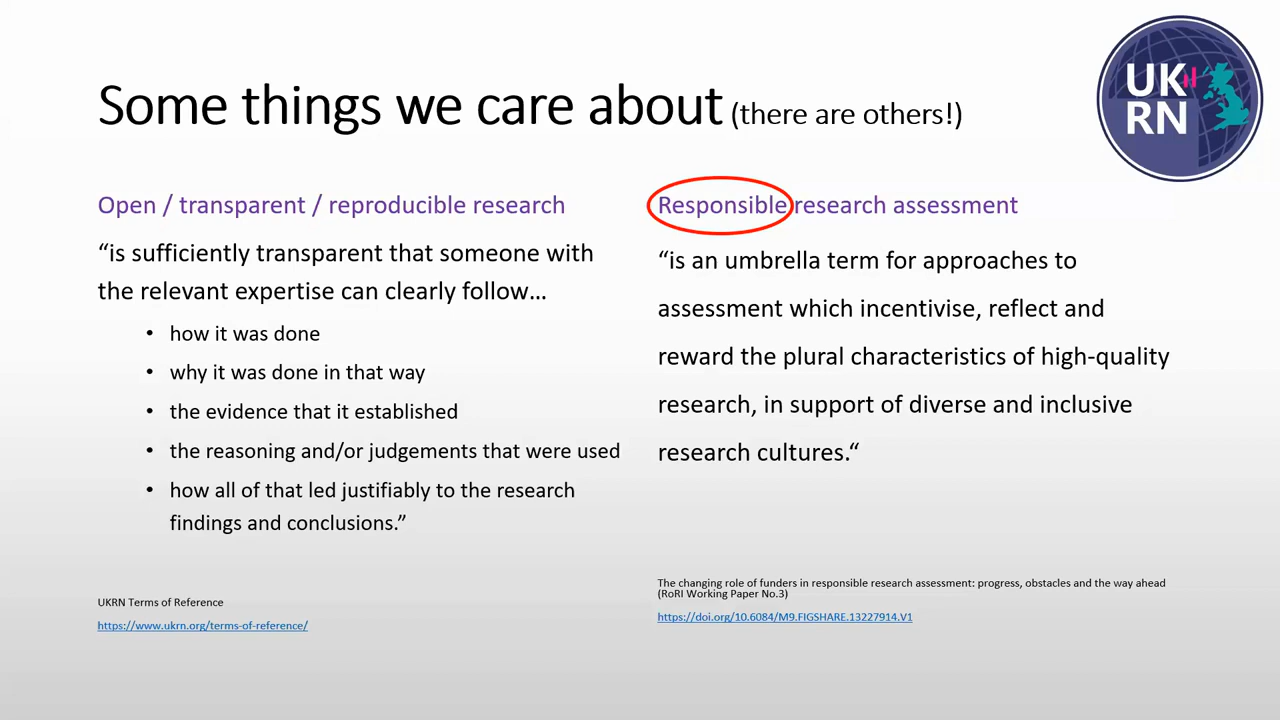 Some things we care about (there are others!)
UK
RN
Open / transparent / reproducible research
“is sufficiently transparent that someone with
the relevant expertise can clearly follow…
• how it was done
• why it was done in that way
• the evidence that it established
• the reasoning and/or judgements that were used
• how all of that led justifiably to the research
findings and conclusions.”
UKRN Terms of Reference
https://www.ukrn.org/terms-of-reference/
Responsible research assessment
“is an umbrella term for approaches to
assessment which incentivise, reflect and
reward the plural characteristics of high-quality
research, in support of diverse and inclusive
research cultures.“
The changing role of funders in responsible research assessment: progress, obstacles and the way ahead
(RoRI Working Paper No.3)
https://doi.org/10.6084/M9.FIGSHARE.13227914.V1